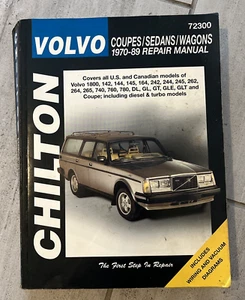 72300
VOLVO
COUPES/SEDANS/WAGONS
1970-89 REPAIR MANUAL
CHILTON
Covers all U.S. and Canadian models of
Volvo 1800, 142, 144, 145, 164, 242, 244, 245, 262,
264, 265, 740, 760, 780, DL, GL, GT, GLE, GLT and
Coupe; including diesel & turbo models
INCLUDES
WIRING AND VACUUM
DIAGRAMS
The First Step In Repair